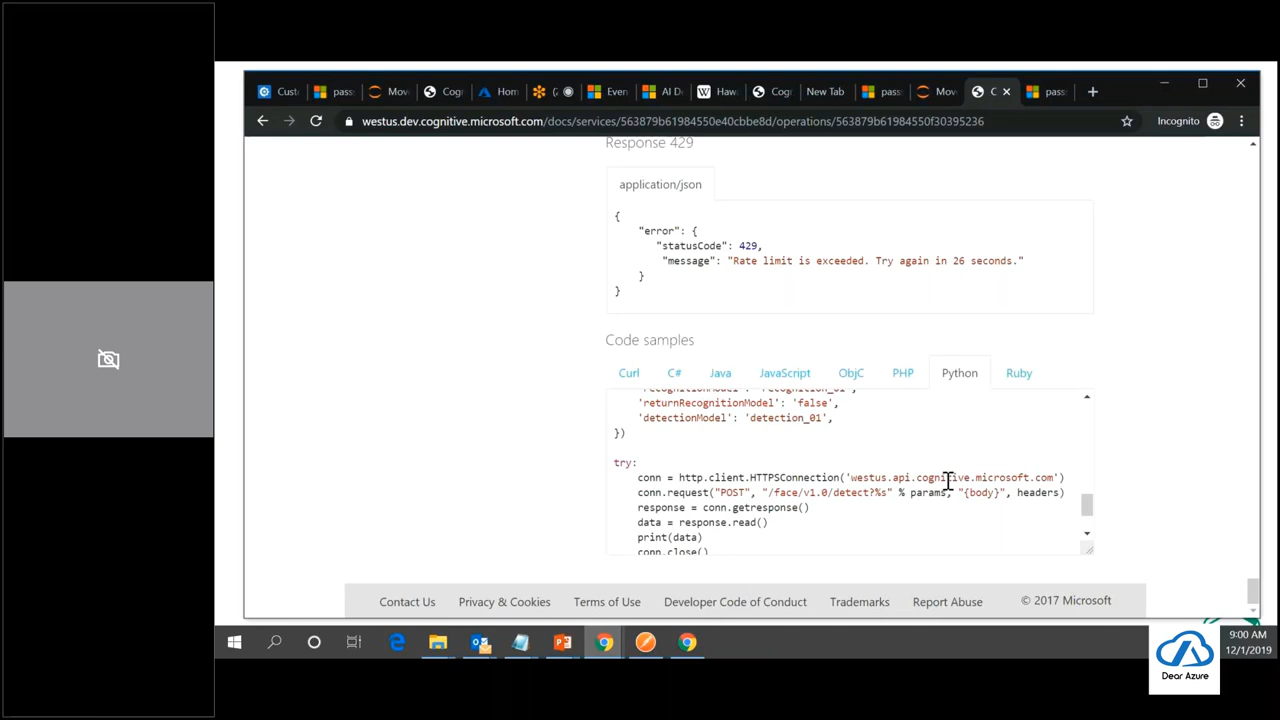 Cust
pass
Mov
Cogr
Hom
(
Even
AI D
Haw
Cogr
New Tab
pass
Mov
C
pass
westus.dev.cognitive.microsoft.com/docs/services/563879b61984550e40cbbe8d/operations/563879b61984550f30395236
Incognito
Response 429
application/json
{
"error": {
"statusCode": 429,
"message": "Rate limit is exceeded. Try again in 26 seconds."
}
}
Code samples
Curl C# Java JavaScript ObjC PHP Python Ruby
'returnRecognitionModel': 'false',
'detectionModel': 'detection_01',
})
try:
conn = http.client.HTTPSConnection('westus.api.cognitive.microsoft.com')
conn.request("POST", "/face/v1.0/detect?%s" % params, "{body}", headers)
response = conn.getresponse()
data = response.read()
print(data)
conn.close()
Contact Us Privacy & Cookies Terms of Use Developer Code of Conduct Trademarks Report Abuse © 2017 Microsoft
9:00 AM
12/1/2019
Dear Azure